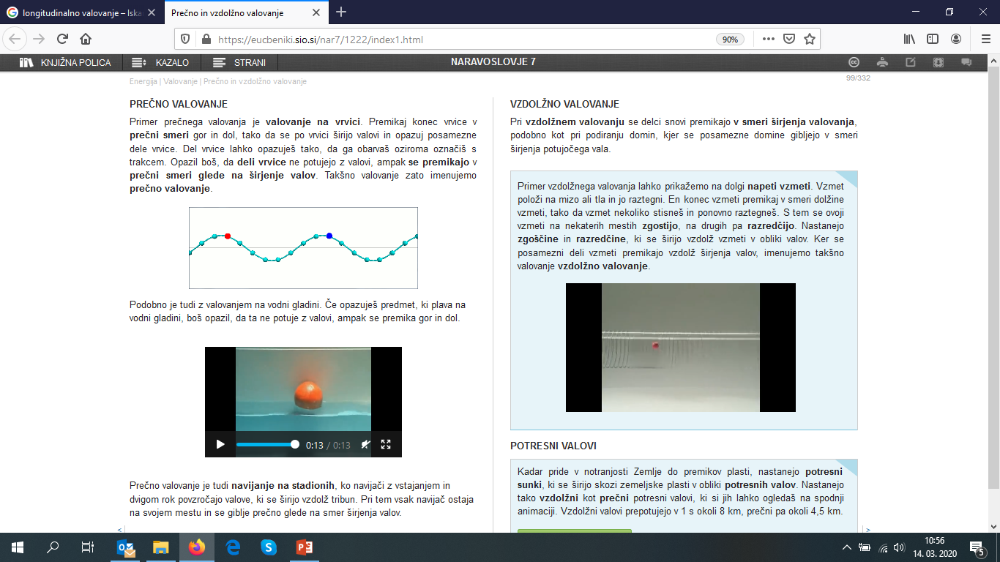 longitudinalno valovanje – Iska
Prečno in vzdolžno valovanje
https://eucbeniki.sio.si/nar7/1222/index1.html
90%
KNJIŽNA POLICA
KAZALO
STRANI
NARAVOSLOVJE 7
Energija | Valovanje | Prečno in vzdolžno valovanje
99/332
PREČNO VALOVANJE
Primer prečnega valovanja je valovanje na vrvici. Premikaj konec vrvice v
prečni smeri gor in dol, tako da se po vrvici širijo valovi in opazuj posamezne
dele vrvice. Del vrvice lahko opazuješ tako, da ga obarvaš oziroma označiš s
trakcem. Opazil boš, da deli vrvice ne potujejo z valovi, ampak se premikajo v
prečni smeri glede na širjenje valov. Takšno valovanje zato imenujemo
prečno valovanje.
Podobno je tudi z valovanjem na vodni gladini. Če opazuješ predmet, ki plava na
vodni gladini, boš opazil, da ta ne potuje z valovi, ampak se premika gor in dol.
0:13 / 0:13
Prečno valovanje je tudi navijanje na stadionih, ko navijači z vstajanjem in
dvigom rok povzročajo valove, ki se širijo vzdolž tribun. Pri tem vsak navijač ostaja
na svojem mestu in se giblje prečno glede na smer širjenja valov.
VZDOLŽNO VALOVANJE
Pri vzdolžnem valovanju se delci snovi premikajo v smeri širjenja valovanja,
podobno kot pri podiranju domin, kjer se posamezne domine gibljejo v smeri
širjenja potujočega vala.
Primer vzdolžnega valovanja lahko prikažemo na dolgi napeti vzmeti. Vzmet
položi na mizo ali tla in jo raztegni. En konec vzmeti premikaj v smeri dolžine
vzmeti, tako da vzmet nekoliko stisneš in ponovno raztegneš. S tem se ovoji
vzmeti na nekaterih mestih zgostijo, na drugih pa razredčijo. Nastanejo
zgoščine in razredčine, ki se širijo vzdolž vzmeti v obliki valov. Ker se
posamezni deli vzmeti premikajo vzdolž širjenja valov, imenujemo takšno
valovanje vzdolžno valovanje.
POTRESNI VALOVI
Kadar pride v notranjosti Zemlje do premikov plasti, nastanejo potresni
sunki, ki se širijo skozi zemeljske plasti v obliki potresnih valov. Nastanejo
tako vzdolžni kot prečni potresni valovi, ki si jih lahko ogledaš na spodnji
animaciji. Vzdolžni valovi prepotujejo v 1 s okoli 8 km, prečni pa okoli 4,5 km.
<
>
10:56
14. 03. 2020
5